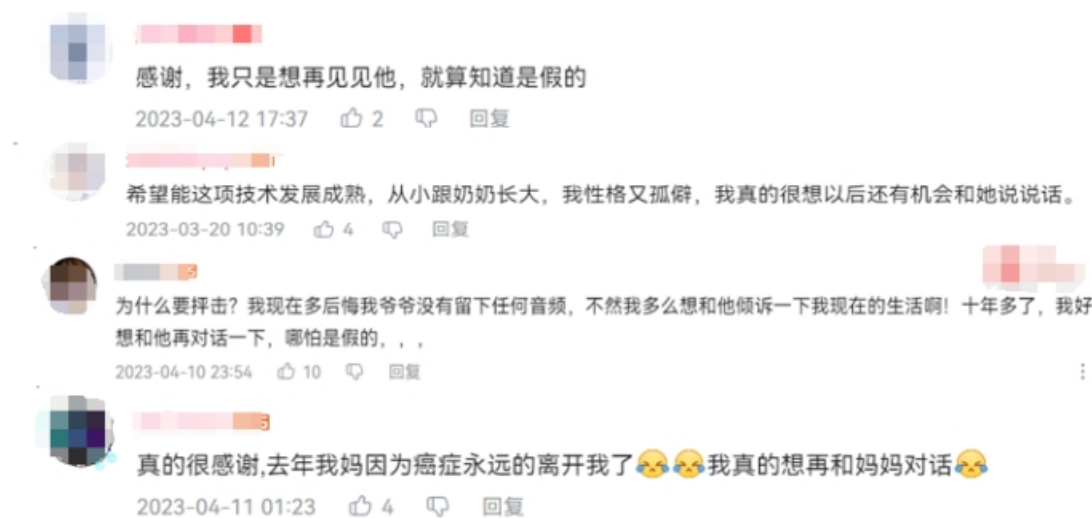 感谢，我只是想再见见他，就算知道是假的
2023-04-12 17:37 2 回复
希望能这项技术发展成熟，从小跟奶奶长大，我性格又孤僻，我真的很想以后还有机会和她说说话。
2023-03-20 10:39 4 回复
为什么要抨击？我现在多后悔我爷爷没有留下任何音频，不然我多么想和他倾诉一下我现在的生活啊！十年多了，我好
想和他再对话一下，哪怕是假的，，，
2023-04-10 23:54 10 回复
真的很感谢,去年我妈因为癌症永远的离开我了😹😹我真的想再和妈妈对话😹
2023-04-11 01:23 4 回复